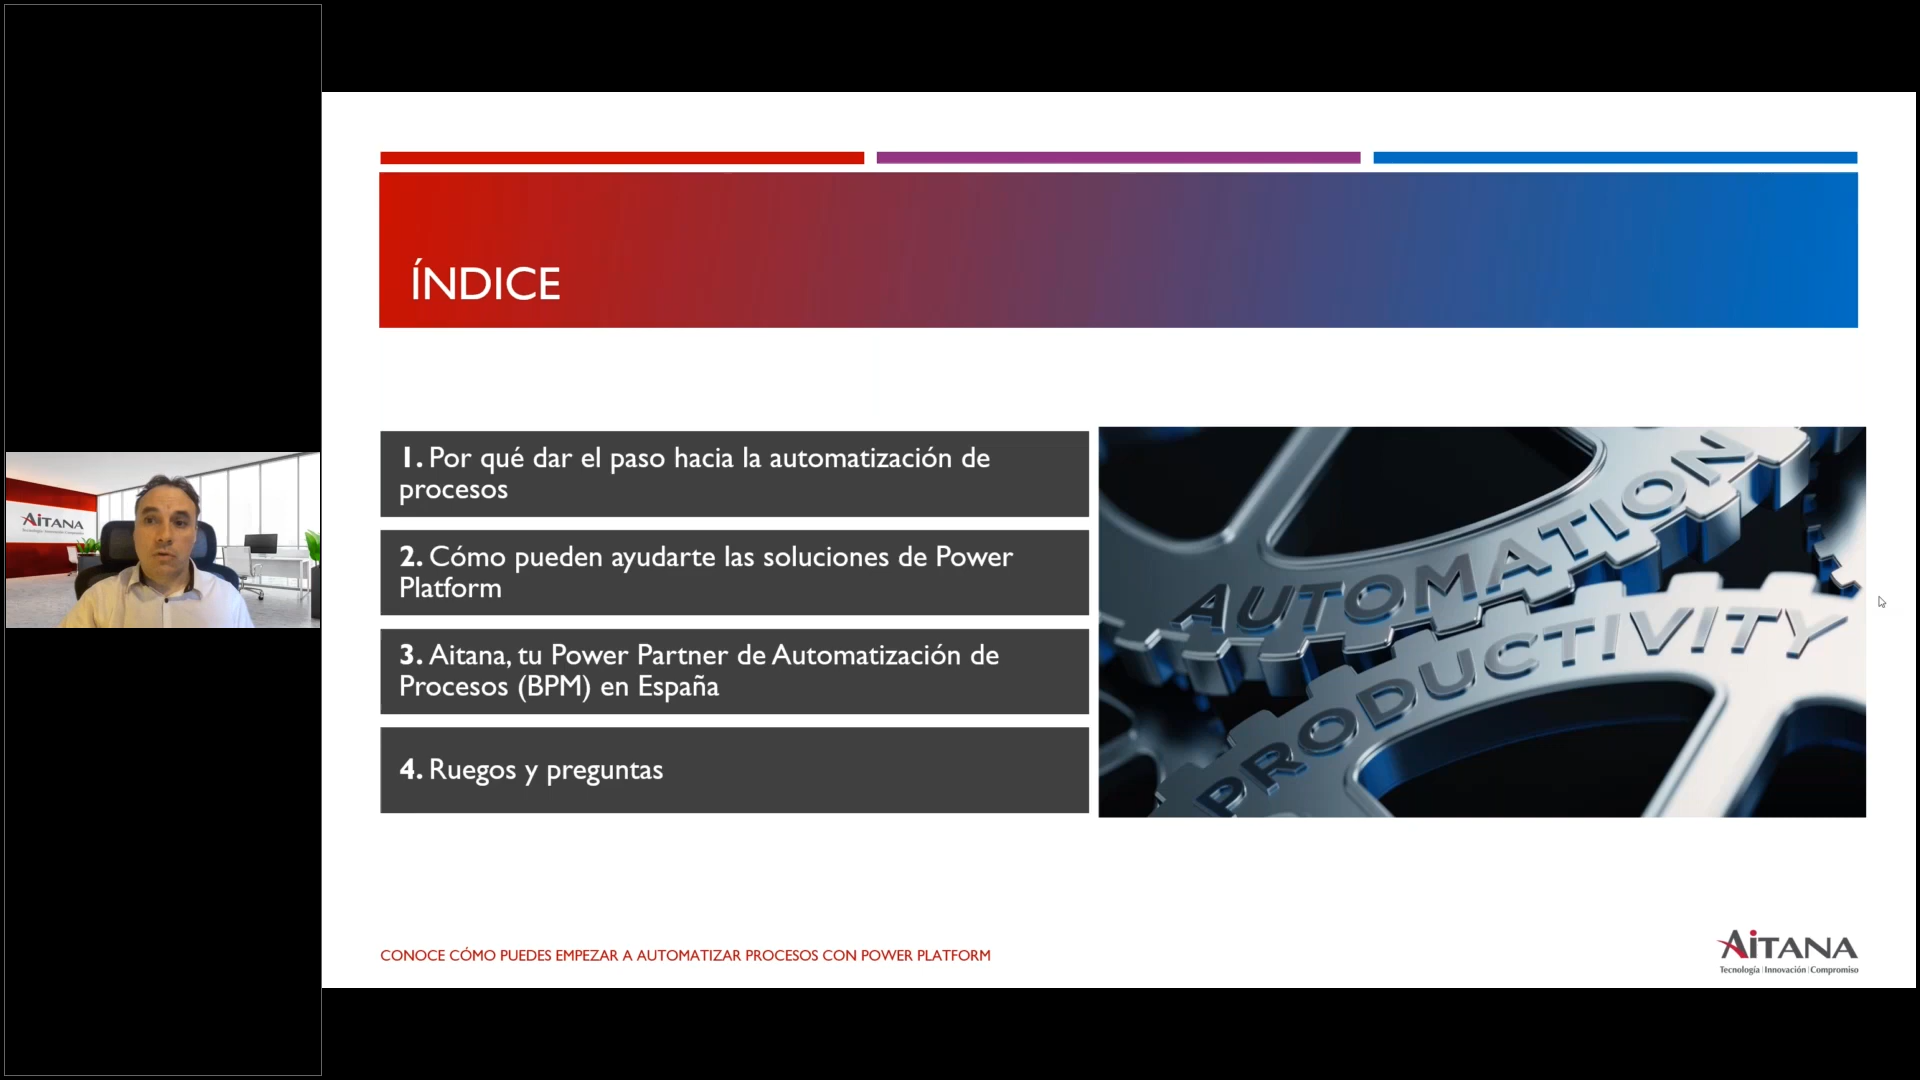 ÍNDICE
1. Por qué dar el paso hacia la automatización de
procesos
2. Cómo pueden ayudarte las soluciones de Power
Platform
3. Aitana, tu Power Partner de Automatización de
Procesos (BPM) en España
4. Ruegos y preguntas
AUTOMATION
PRODUCTIVITY
AITANA
CONOCE CÓMO PUEDES EMPEZAR A AUTOMATIZAR PROCESOS CON POWER PLATFORM
AiTANA
Tecnología | Innovación | Compromiso